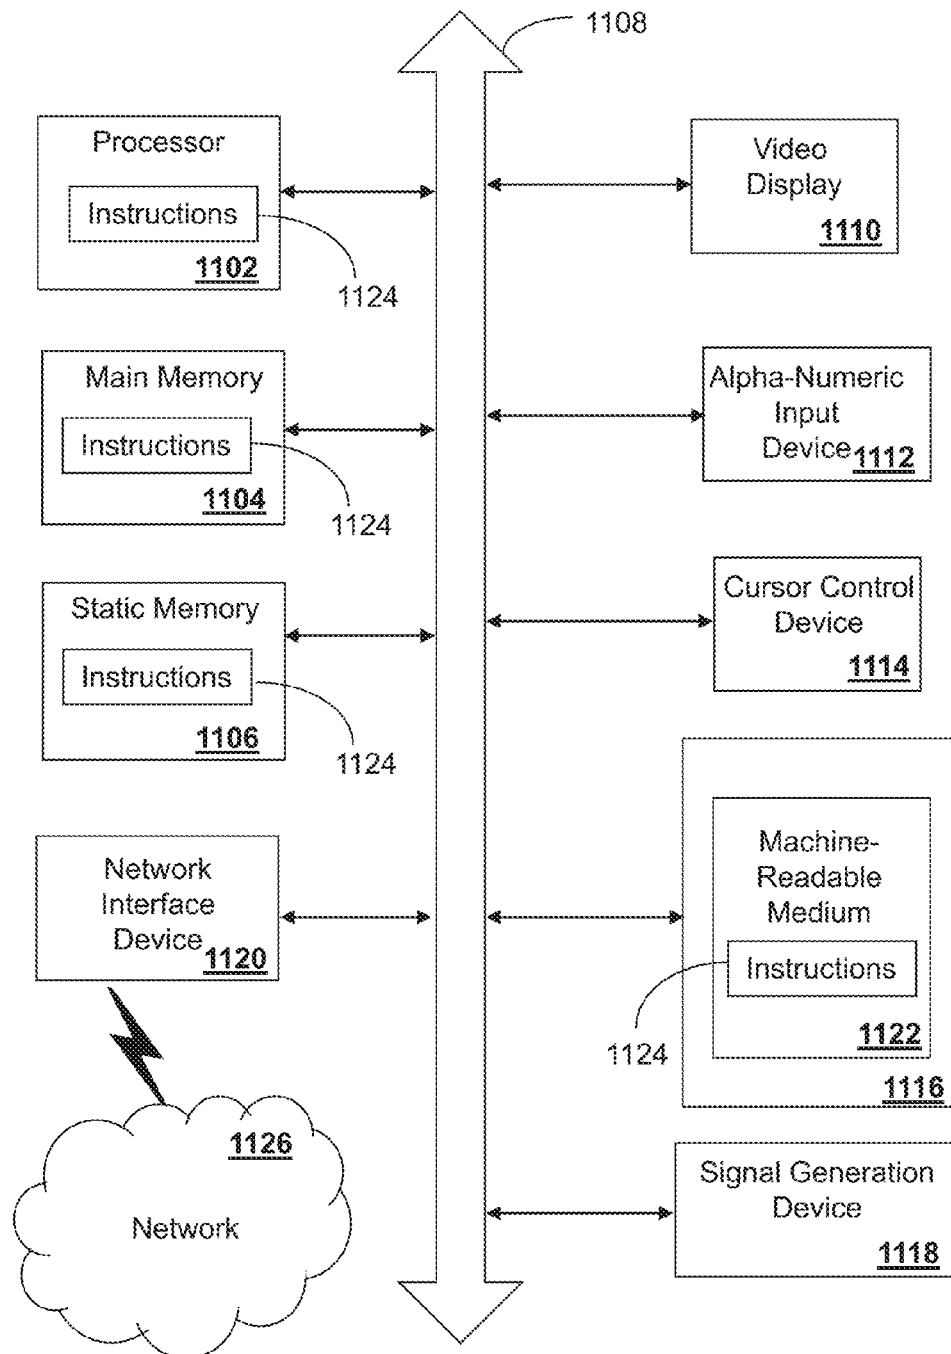 1108
Processor
Instructions
1102
1124
Main Memory
Instructions
1104
1124
Static Memory
Instructions
1106
1124
Network
Interface
Device
1120
1126
Network
Video
Display
1110
Alpha-Numeric
Input
Device
1112
Cursor Control
Device
1114
Machine-
Readable
Medium
Instructions
1124
1122
1116
Signal Generation
Device
1118